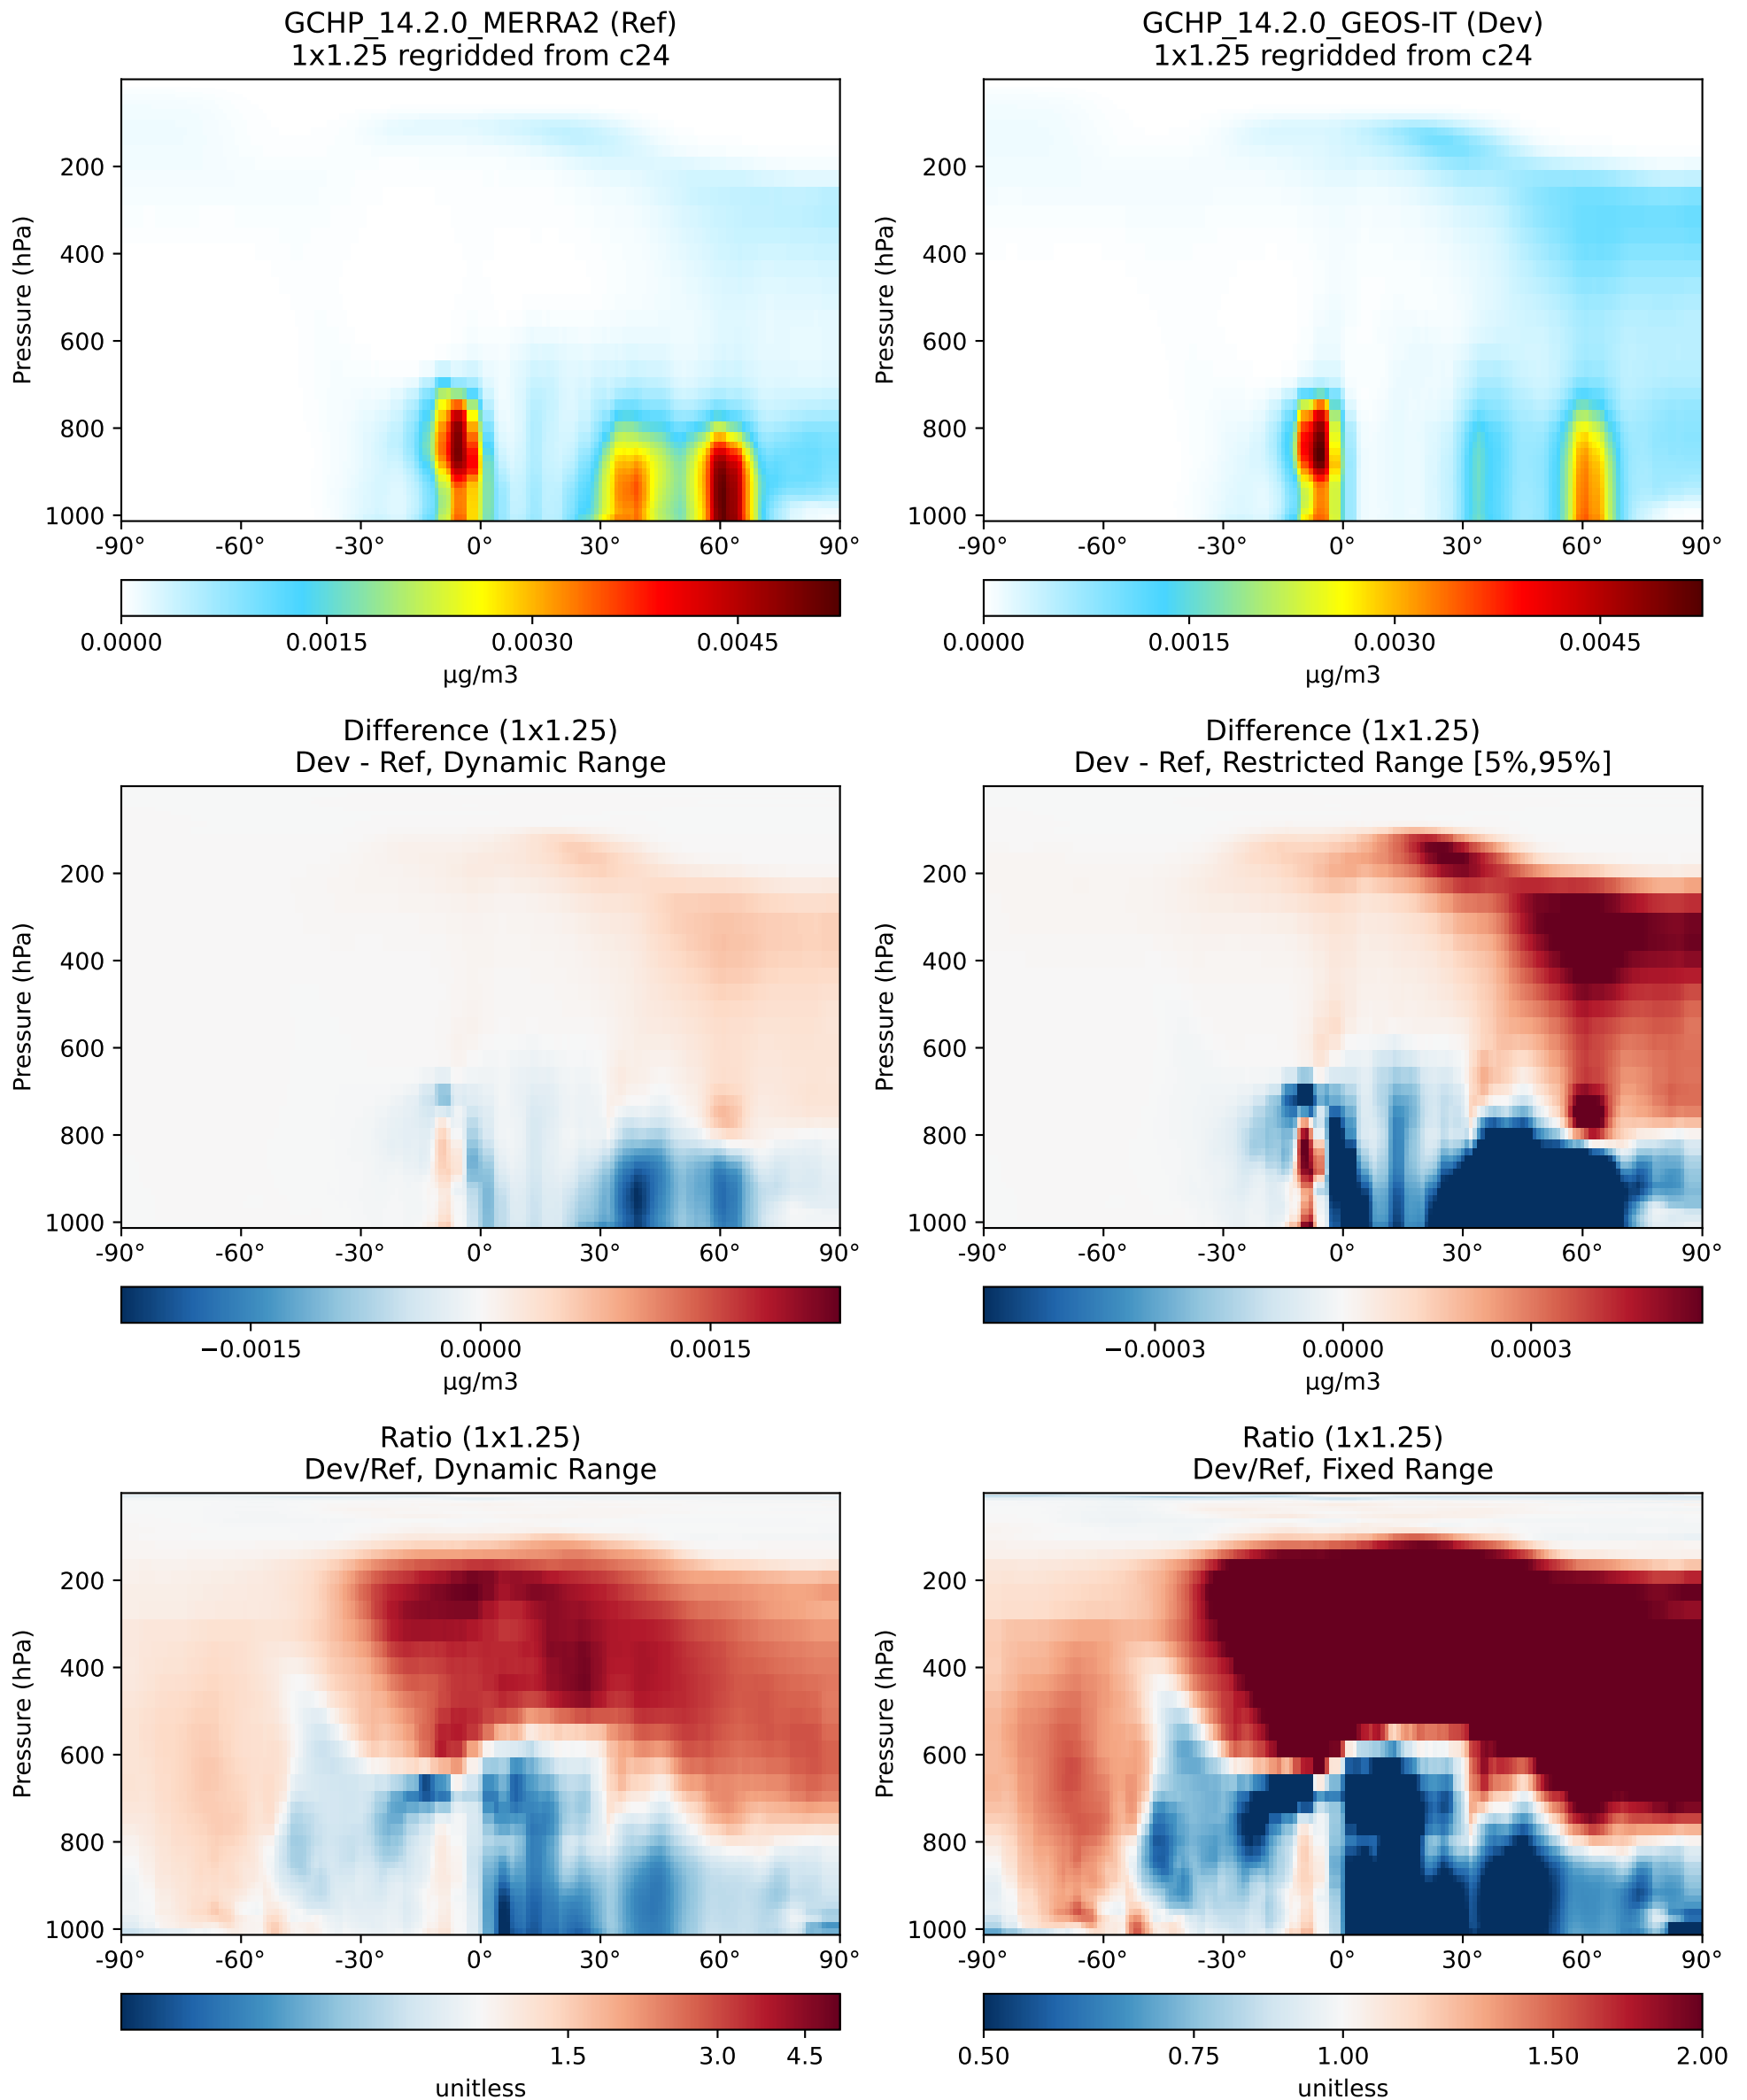 GCHP_14.2.0_MERRA2 (Ref)
1x1.25 regridded from c24
Pressure (hPa)
200
400
600
800
1000
-90° -60° -30° 0° 30° 60° 90°
0.0000 0.0015 0.0030 0.0045
µg/m3
GCHP_14.2.0_GEOS-IT (Dev)
1x1.25 regridded from c24
Pressure (hPa)
200
400
600
800
1000
-90° -60° -30° 0° 30° 60° 90°
0.0000 0.0015 0.0030 0.0045
µg/m3
Difference (1x1.25)
Dev - Ref, Dynamic Range
Pressure (hPa)
200
400
600
800
1000
-90° -60° -30° 0° 30° 60° 90°
−0.0015 0.0000 0.0015
µg/m3
Difference (1x1.25)
Dev - Ref, Restricted Range [5%,95%]
Pressure (hPa)
200
400
600
800
1000
-90° -60° -30° 0° 30° 60° 90°
−0.0003 0.0000 0.0003
µg/m3
Ratio (1x1.25)
Dev/Ref, Dynamic Range
Pressure (hPa)
200
400
600
800
1000
-90° -60° -30° 0° 30° 60° 90°
1.5 3.0 4.5
unitless
Ratio (1x1.25)
Dev/Ref, Fixed Range
Pressure (hPa)
200
400
600
800
1000
-90° -60° -30° 0° 30° 60° 90°
0.50 0.75 1.00 1.50 2.00
unitless